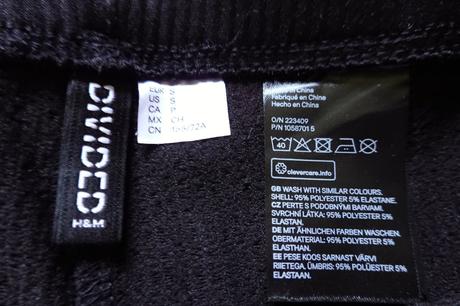 DIVIDED
H&M
EUR S
US S
CA P
MX CH
CN 155/72A
Made in China
Fabriqué en China
Hecho en China
O/N 223409
P/N 1058701 5
40
clevercare.info
GB WASH WITH SIMILAR COLOURS.
SHELL: 95% POLYESTER 5% ELASTANE.
CZ PERTE S PODOBNÝMI BARVAMI.
SVRCHNÍ LÁTKA: 95% POLYESTER 5%
ELASTAN.
DE MIT ÄHNLICHEN FARBEN WASCHEN.
OBERMATERIAL: 95% POLYESTER 5%
ELASTHAN.
EE PESE KOOS SARNAST VÄRVI
RIIETEGA. ÜMBRIS: 95% POLÜESTER 5%
ELASTAAN.